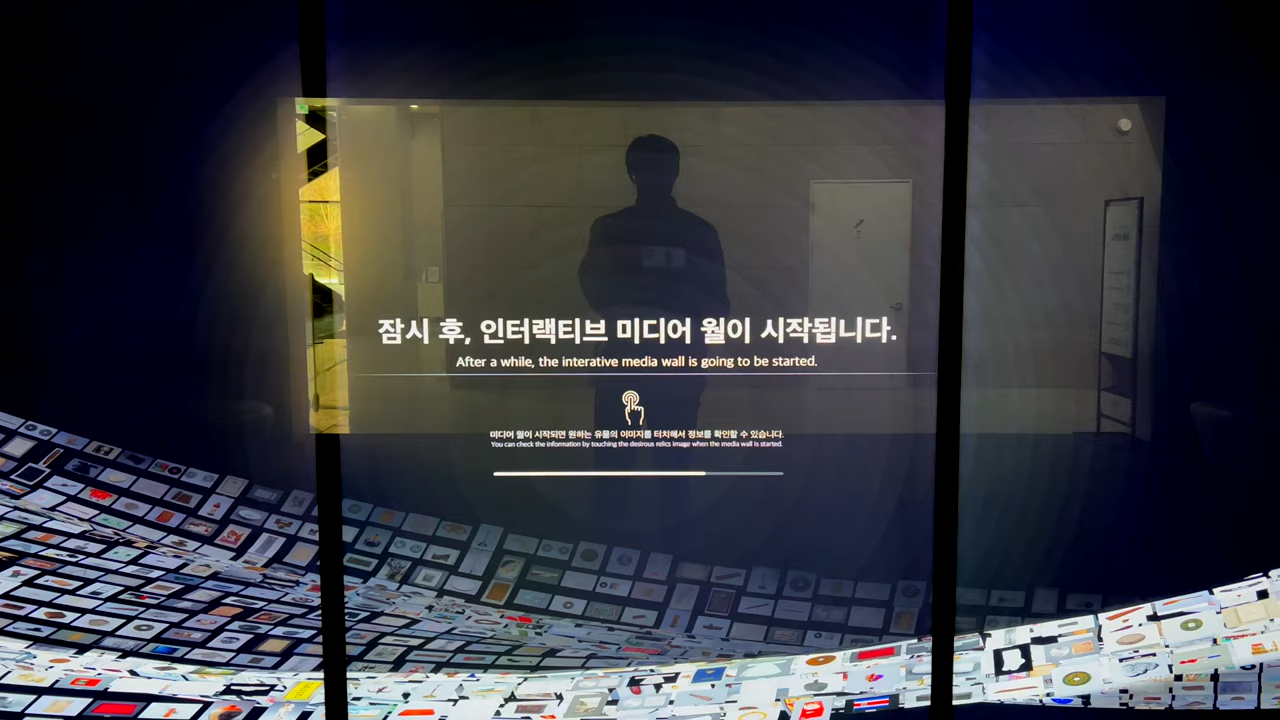 잠시 후, 인터랙티브 미디어 월이 시작됩니다.
After a while, the interative media wall is going to be started.
미디어 월이 시작되면 원하는 유물의 이미지를 터치해서 정보를 확인할 수 있습니다.
You can check the information by touching the desirous relics image when the media wall is started.